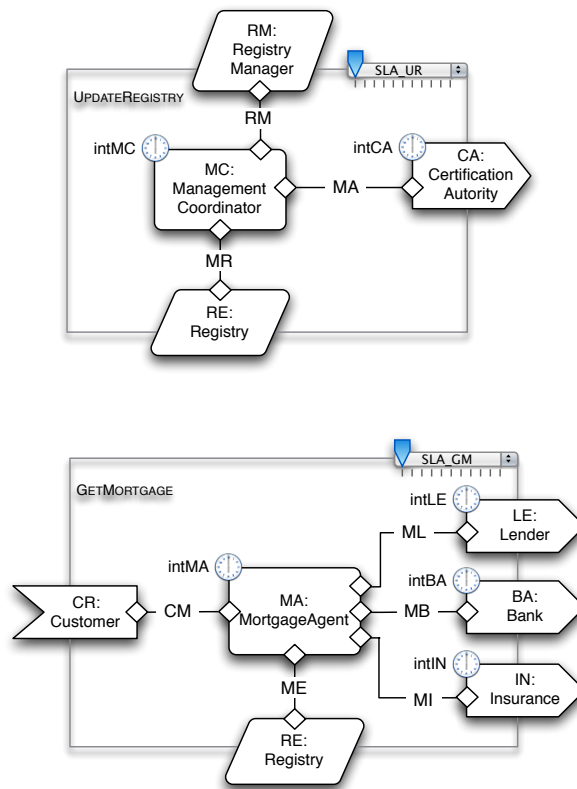 RM:
Registry
Manager
SLA_UR
UPDATEREGISTRY
RM
intMC
intCA
MC:
Management
Coordinator
MA
CA:
Certification
Autority
MR
RE:
Registry
SLA_GM
GETMORTGAGE
intLE
LE:
Lender
ML
intMA
intBA
CR:
Customer
CM
MA:
MortgageAgent
MB
BA:
Bank
intIN
ME
MI
IN:
Insurance
RE:
Registry